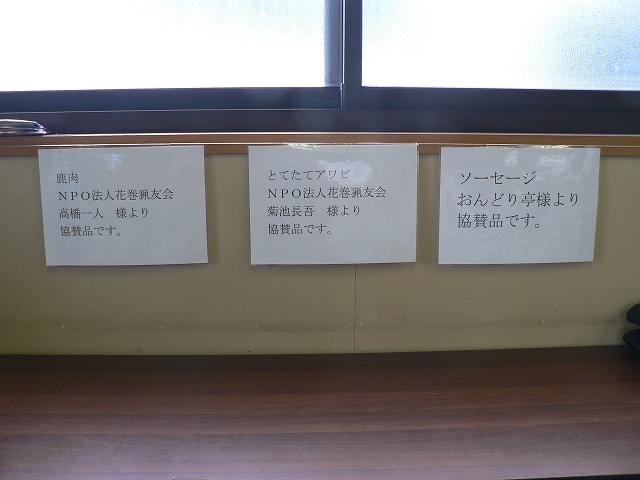 鹿肉
NPO法人花巻猟友会
高橋一人　様より
協賛品です。
とてたてアワビ
NPO法人花巻猟友会
菊池長吾　様より
協賛品です。
ソーセージ
おんどり亭様より
協賛品です。